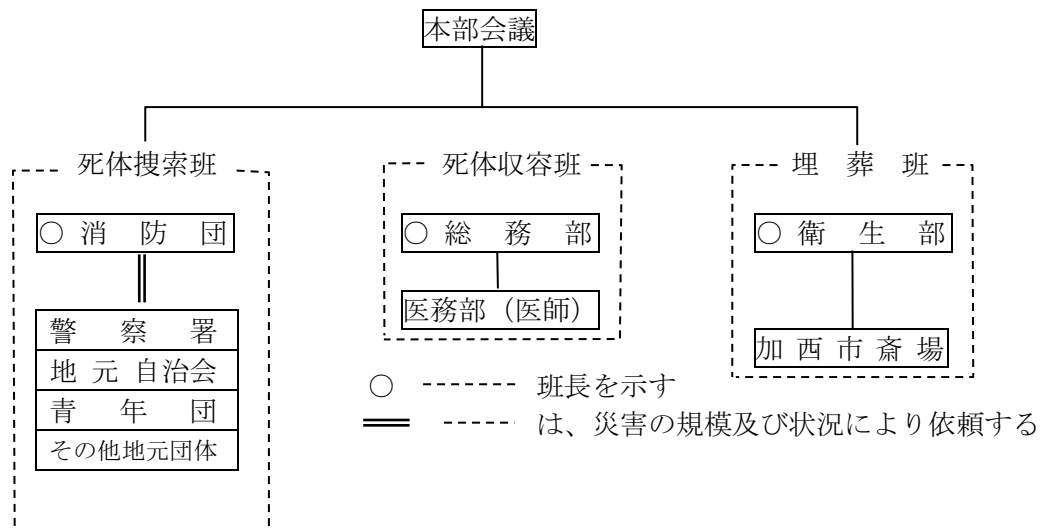 本部会議
死体捜索班
死体収容班
埋葬班
○消防団
○総務部
○衛生部
医務部（医師）
警察署
地元自治会
青年団
その他地元団体
加西市斎場
○ ------- 班長を示す
═ ------ は、災害の規模及び状況により依頼する